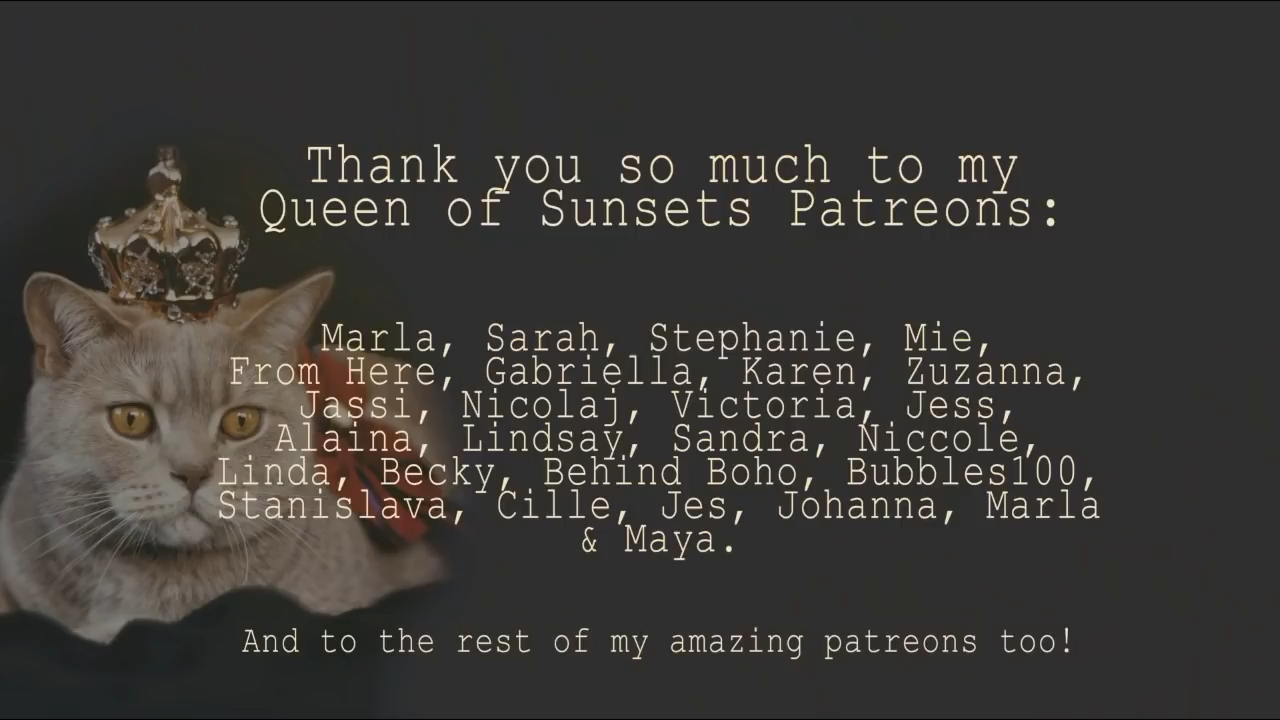 Thank you so much to my
Queen of Sunsets Patreons:
Marla, Sarah, Stephanie, Mie,
From Here, Gabriella, Karen, Zuzanna,
Jassi, Nicolaj, Victoria, Jess,
Alaina, Lindsay, Sandra, Niccole,
Linda, Becky, Behind Boho, Bubbles100,
Stanislava, Cille, Jes, Johanna, Marla
& Maya.
And to the rest of my amazing patreons too!